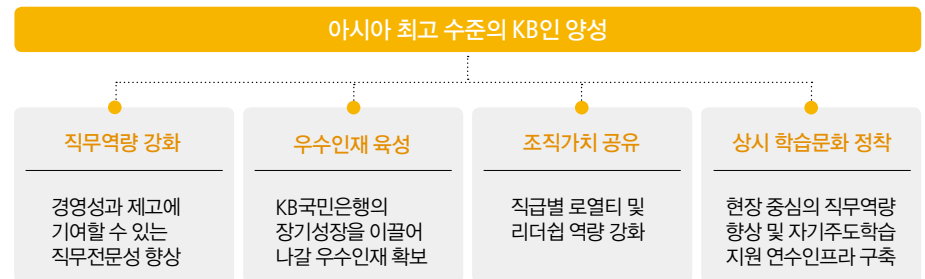 아시아 최고 수준의 KB인 양성
직무역량 강화
경영성과 제고에
기여할 수 있는
직무전문성 향상
우수인재 육성
KB국민은행의
장기성장을 이끌어
나갈 우수인재 확보
조직가치 공유
직급별 로열티 및
리더쉽 역량 강화
상시 학습문화 정착
현장 중심의 직무역량
향상 및 자기주도학습
지원 연수인프라 구축